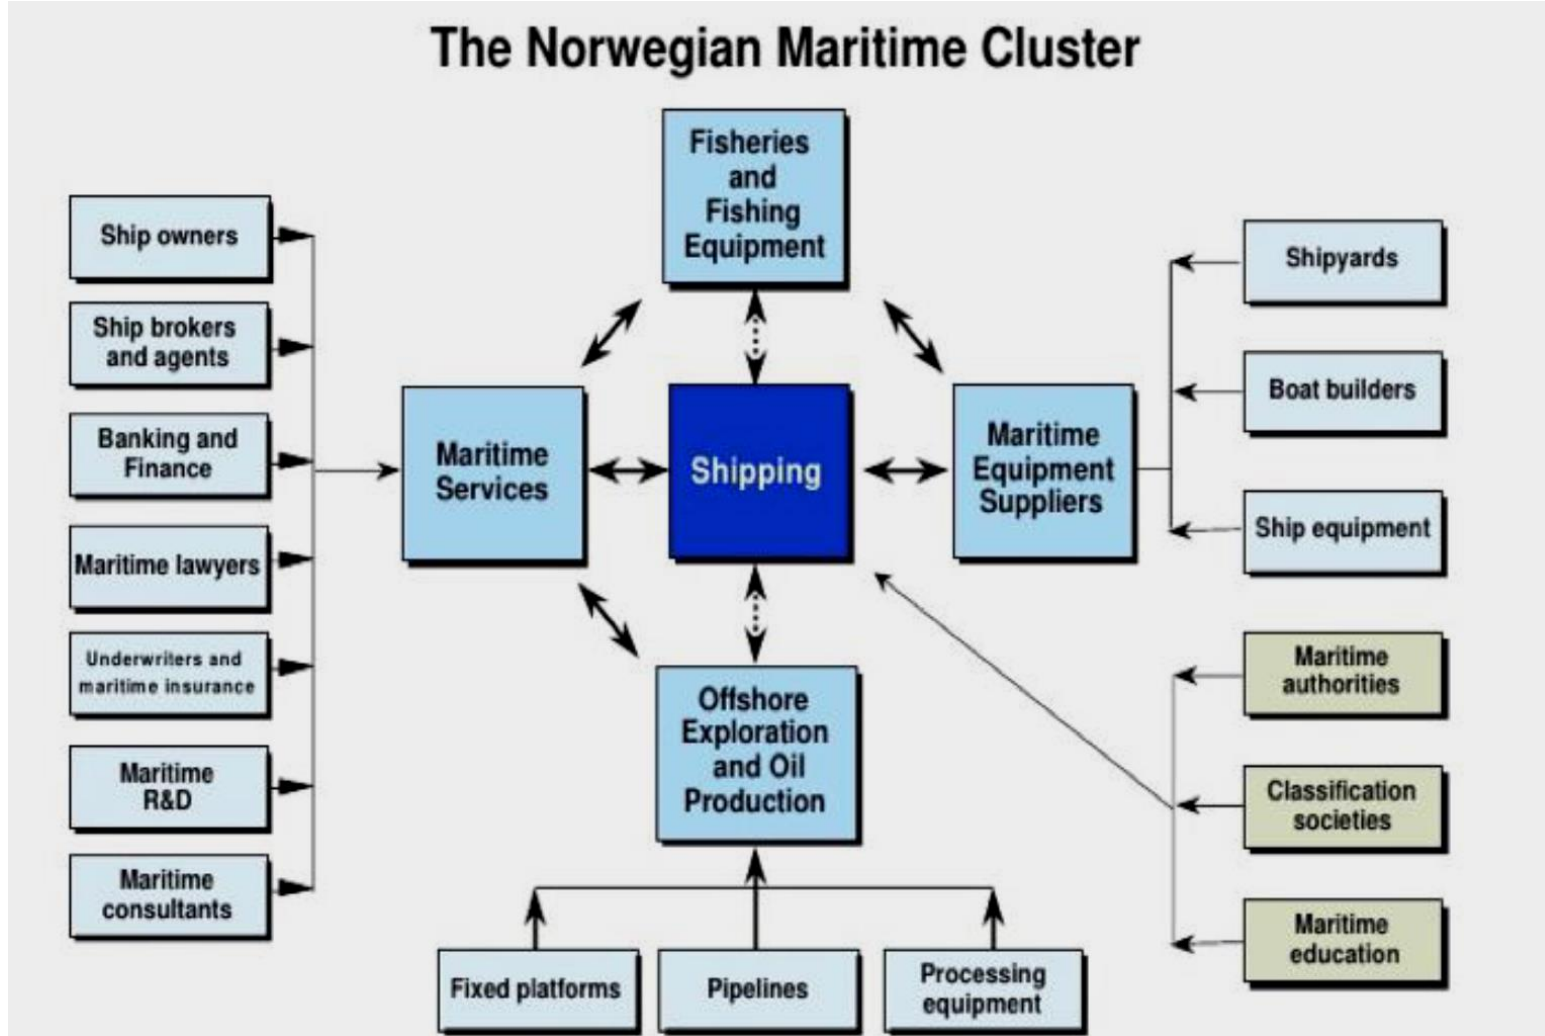 The Norwegian Maritime Cluster
Fisheries
and
Fishing
Equipment
Ship owners
Ship brokers
and agents
Banking and
Finance
Maritime lawyers
Underwriters and
maritime insurance
Maritime
R&D
Maritime
consultants
Maritime
Services
Shipping
Maritime
Equipment
Suppliers
Shipyards
Boat builders
Ship equipment
Offshore
Exploration
and Oil
Production
Maritime
authorities
Classification
societies
Maritime
education
Fixed platforms
Pipelines
Processing
equipment